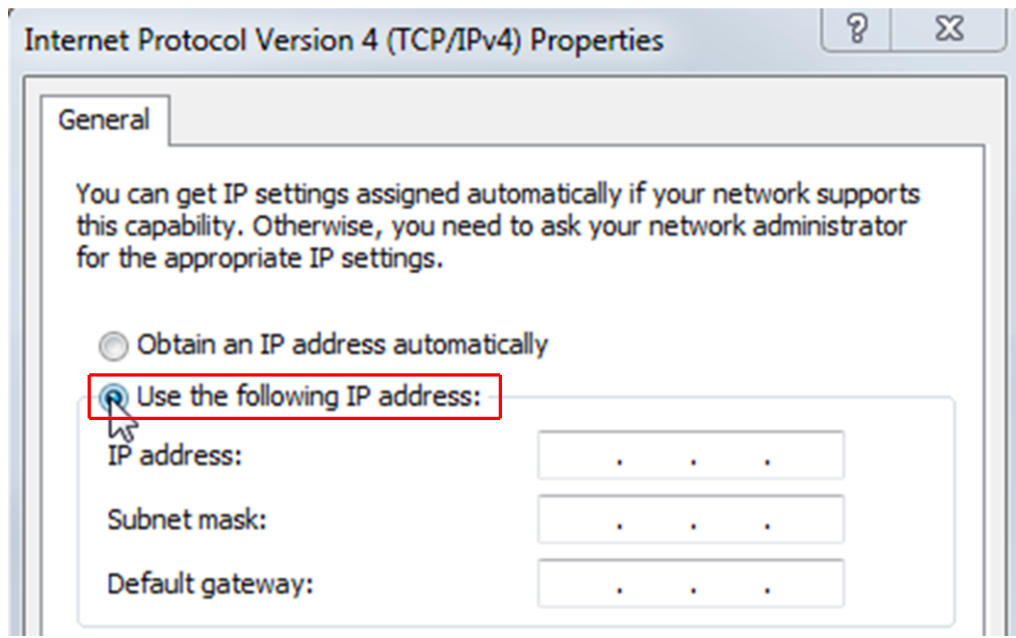 Internet Protocol Version 4 (TCP/IPv4) Properties
General
You can get IP settings assigned automatically if your network supports
this capability. Otherwise, you need to ask your network administrator
for the appropriate IP settings.
Obtain an IP address automatically
Use the following IP address:
IP address: . . .
Subnet mask: . . .
Default gateway: . . .